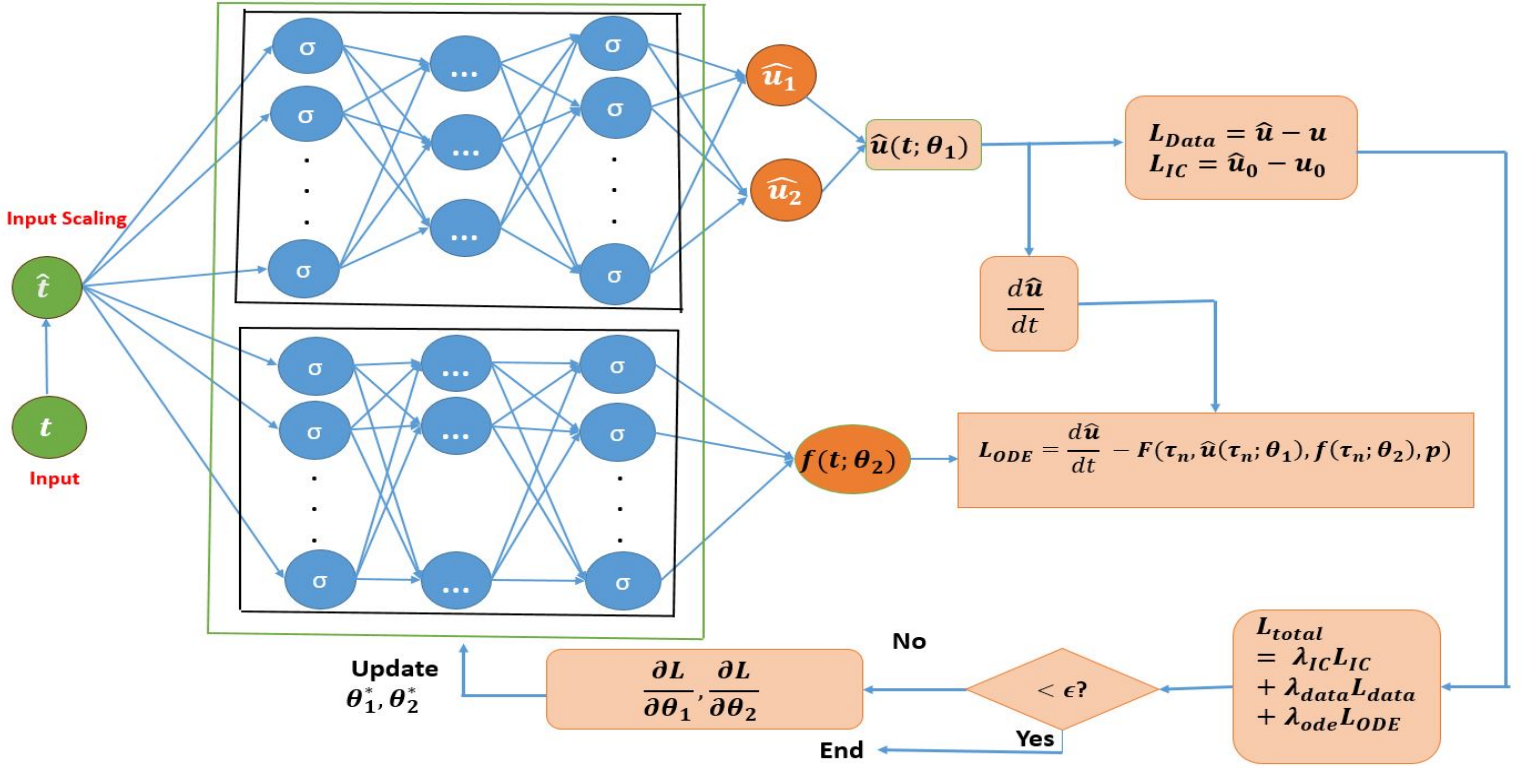 Input Scaling
t̂
t
Input
σ ... σ
σ ... σ
σ ... σ
σ ... σ
σ ... σ
σ ... σ
û₁
û₂
û(t; θ₁)
f(t; θ₂)
L_Data = û − u
L_IC = û₀ − u₀
dû/dt
L_ODE = dû/dt − F(τₙ, û(τₙ; θ₁), f(τₙ; θ₂), p)
L_total
= λ_IC L_IC
+ λ_data L_data
+ λ_ode L_ODE
< ϵ?
No
Yes
End
∂L/∂θ₁, ∂L/∂θ₂
Update
θ₁*, θ₂*